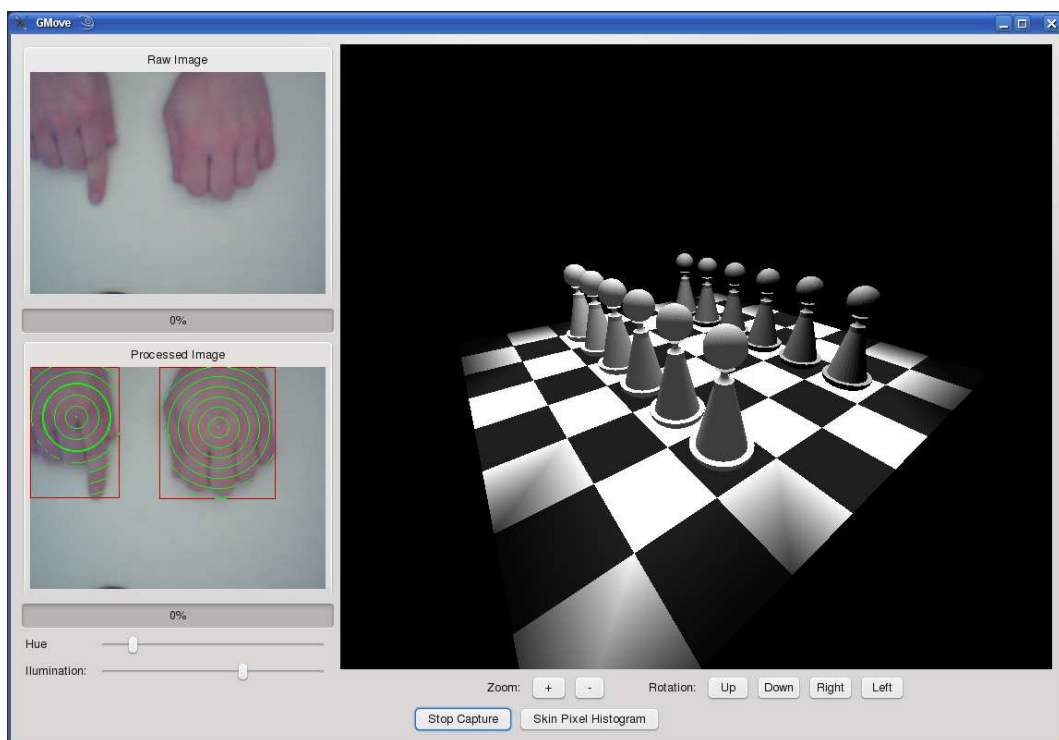 GMove
Raw Image
0%
Processed Image
0%
Hue
Ilumination:
Zoom: + - Rotation: Up Down Right Left
Stop Capture Skin Pixel Histogram